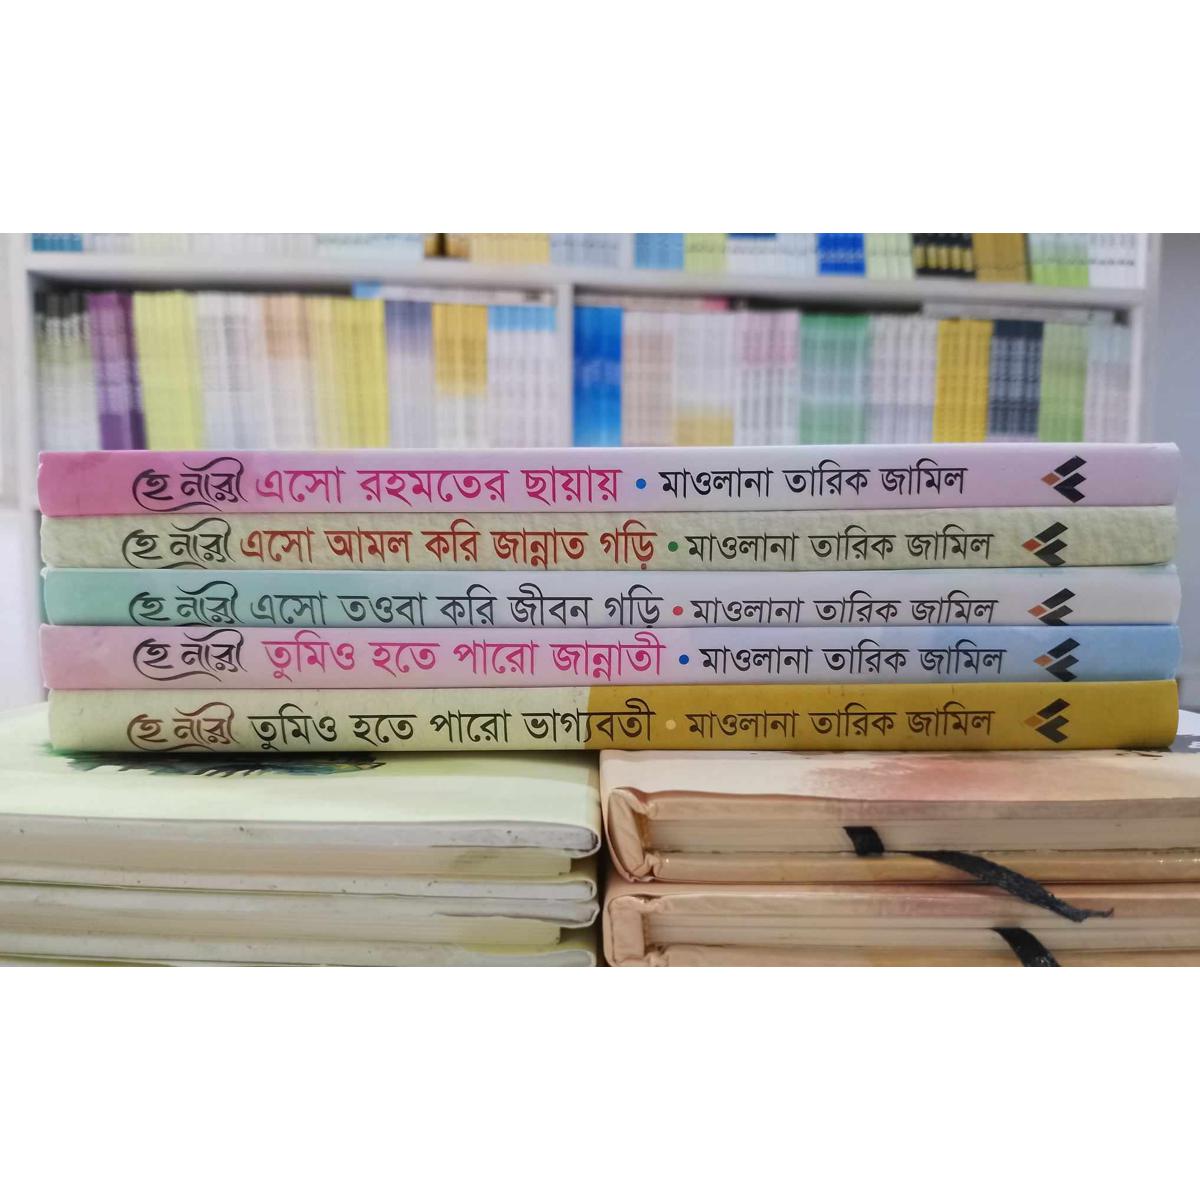 হে নারী এসো রহমতের ছায়ায় • মাওলানা তারিক জামিল
হে নারী এসো আমল করি জান্নাত গড়ি • মাওলানা তারিক জামিল
হে নারী এসো তওবা করি জীবন গড়ি • মাওলানা তারিক জামিল
হে নারী তুমিও হতে পারো জান্নাতী • মাওলানা তারিক জামিল
হে নারী তুমিও হতে পারো ভাগ্যবতী • মাওলানা তারিক জামিল